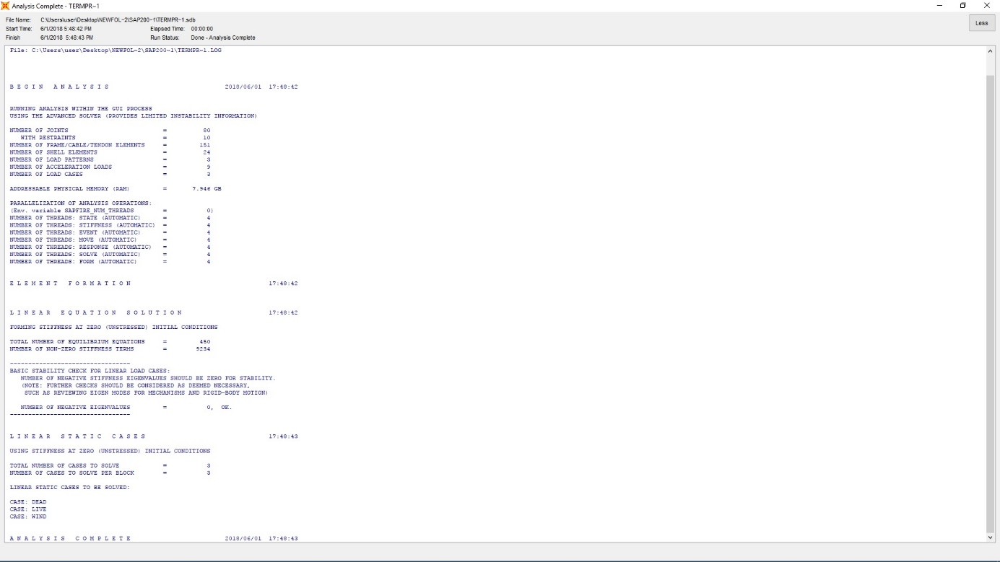 Analysis Complete - TERMPR~1
File Name: C:\Users\user\Desktop\NEWFOL~2\SAP200~1\TERMPR~1.sdb
Less
Start Time: 6/1/2018 5:48:42 PM Elapsed Time: 00:00:00
Finish 6/1/2018 5:48:43 PM Run Status: Done - Analysis Complete
File: C:\Users\user\Desktop\NEWFOL~2\SAP200~1\TERMPR~1.LOG
B E G I N A N A L Y S I S 2018/06/01 17:48:42
RUNNING ANALYSIS WITHIN THE GUI PROCESS
USING THE ADVANCED SOLVER (PROVIDES LIMITED INSTABILITY INFORMATION)
NUMBER OF JOINTS = 80
WITH RESTRAINTS = 10
NUMBER OF FRAME/CABLE/TENDON ELEMENTS = 151
NUMBER OF SHELL ELEMENTS = 24
NUMBER OF LOAD PATTERNS = 3
NUMBER OF ACCELERATION LOADS = 9
NUMBER OF LOAD CASES = 3
ADDRESSABLE PHYSICAL MEMORY (RAM) = 7.946 GB
PARALLELIZATION OF ANALYSIS OPERATIONS:
(Env. variable SAPFIRE_NUM_THREADS = 0)
NUMBER OF THREADS: STATE (AUTOMATIC) = 4
NUMBER OF THREADS: STIFFNESS (AUTOMATIC) = 4
NUMBER OF THREADS: EVENT (AUTOMATIC) = 4
NUMBER OF THREADS: MOVE (AUTOMATIC) = 4
NUMBER OF THREADS: RESPONSE (AUTOMATIC) = 4
NUMBER OF THREADS: SOLVE (AUTOMATIC) = 4
NUMBER OF THREADS: FORM (AUTOMATIC) = 4
E L E M E N T F O R M A T I O N 17:48:42
L I N E A R E Q U A T I O N S O L U T I O N 17:48:42
FORMING STIFFNESS AT ZERO (UNSTRESSED) INITIAL CONDITIONS
TOTAL NUMBER OF EQUILIBRIUM EQUATIONS = 450
NUMBER OF NON-ZERO STIFFNESS TERMS = 9234
---------------------------------
BASIC STABILITY CHECK FOR LINEAR LOAD CASES:
NUMBER OF NEGATIVE STIFFNESS EIGENVALUES SHOULD BE ZERO FOR STABILITY.
(NOTE: FURTHER CHECKS SHOULD BE CONSIDERED AS DEEMED NECESSARY,
SUCH AS REVIEWING EIGEN MODES FOR MECHANISMS AND RIGID-BODY MOTION)
NUMBER OF NEGATIVE EIGENVALUES = 0, OK.
---------------------------------
L I N E A R S T A T I C C A S E S 17:48:43
USING STIFFNESS AT ZERO (UNSTRESSED) INITIAL CONDITIONS
TOTAL NUMBER OF CASES TO SOLVE = 3
NUMBER OF CASES TO SOLVE PER BLOCK = 3
LINEAR STATIC CASES TO BE SOLVED:
CASE: DEAD
CASE: LIVE
CASE: WIND
A N A L Y S I S C O M P L E T E 2018/06/01 17:48:43